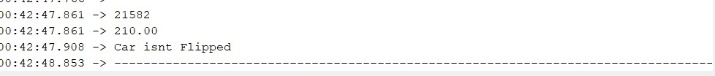 00:42:47.861 -> 21582
00:42:47.861 -> 210.00
00:42:47.908 -> Car isnt Flipped
00:42:48.853 -> --------------------------------------------------------------------------------